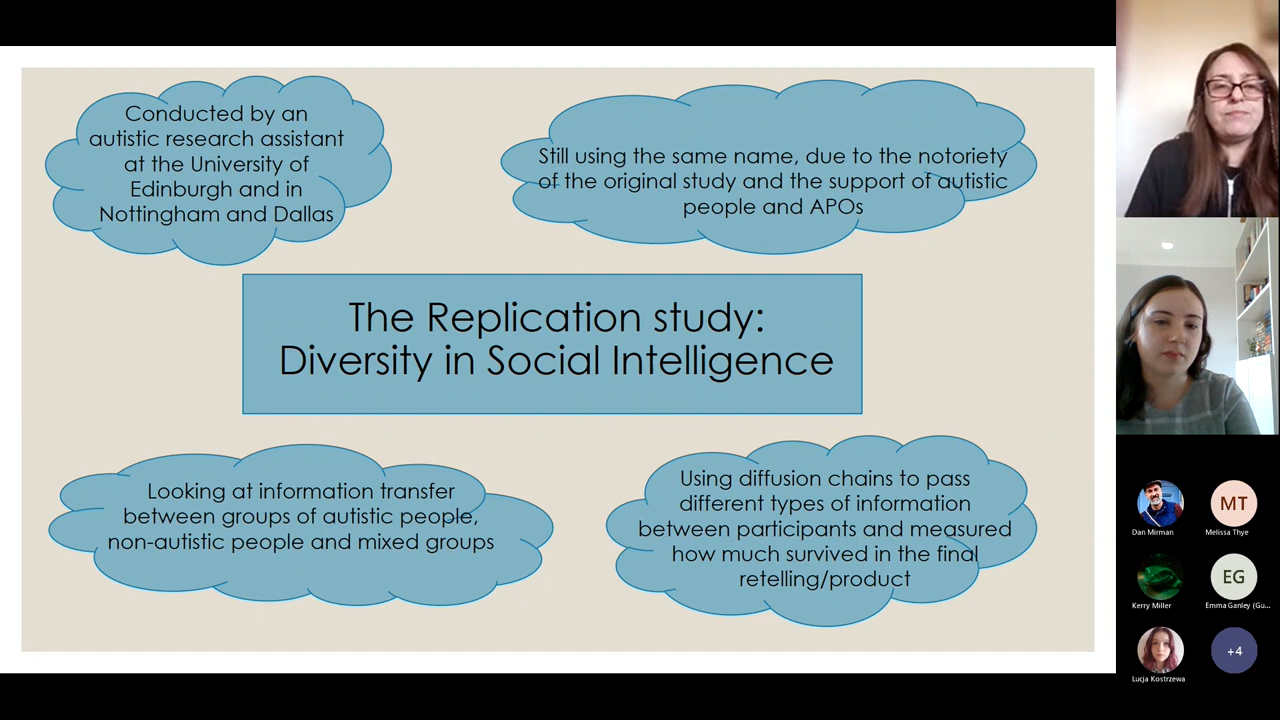 Conducted by an
autistic research assistant
at the University of
Edinburgh and in
Nottingham and Dallas
Still using the same name, due to the notoriety
of the original study and the support of autistic
people and APOs
The Replication study:
Diversity in Social Intelligence
Looking at information transfer
between groups of autistic people,
non-autistic people and mixed groups
Using diffusion chains to pass
different types of information
between participants and measured
how much survived in the final
retelling/product
MT
Dan Mirman
Melissa Thye
EG
Kerry Miller
Emma Ganley (Gu...
+4
Lucja Kostrzewa